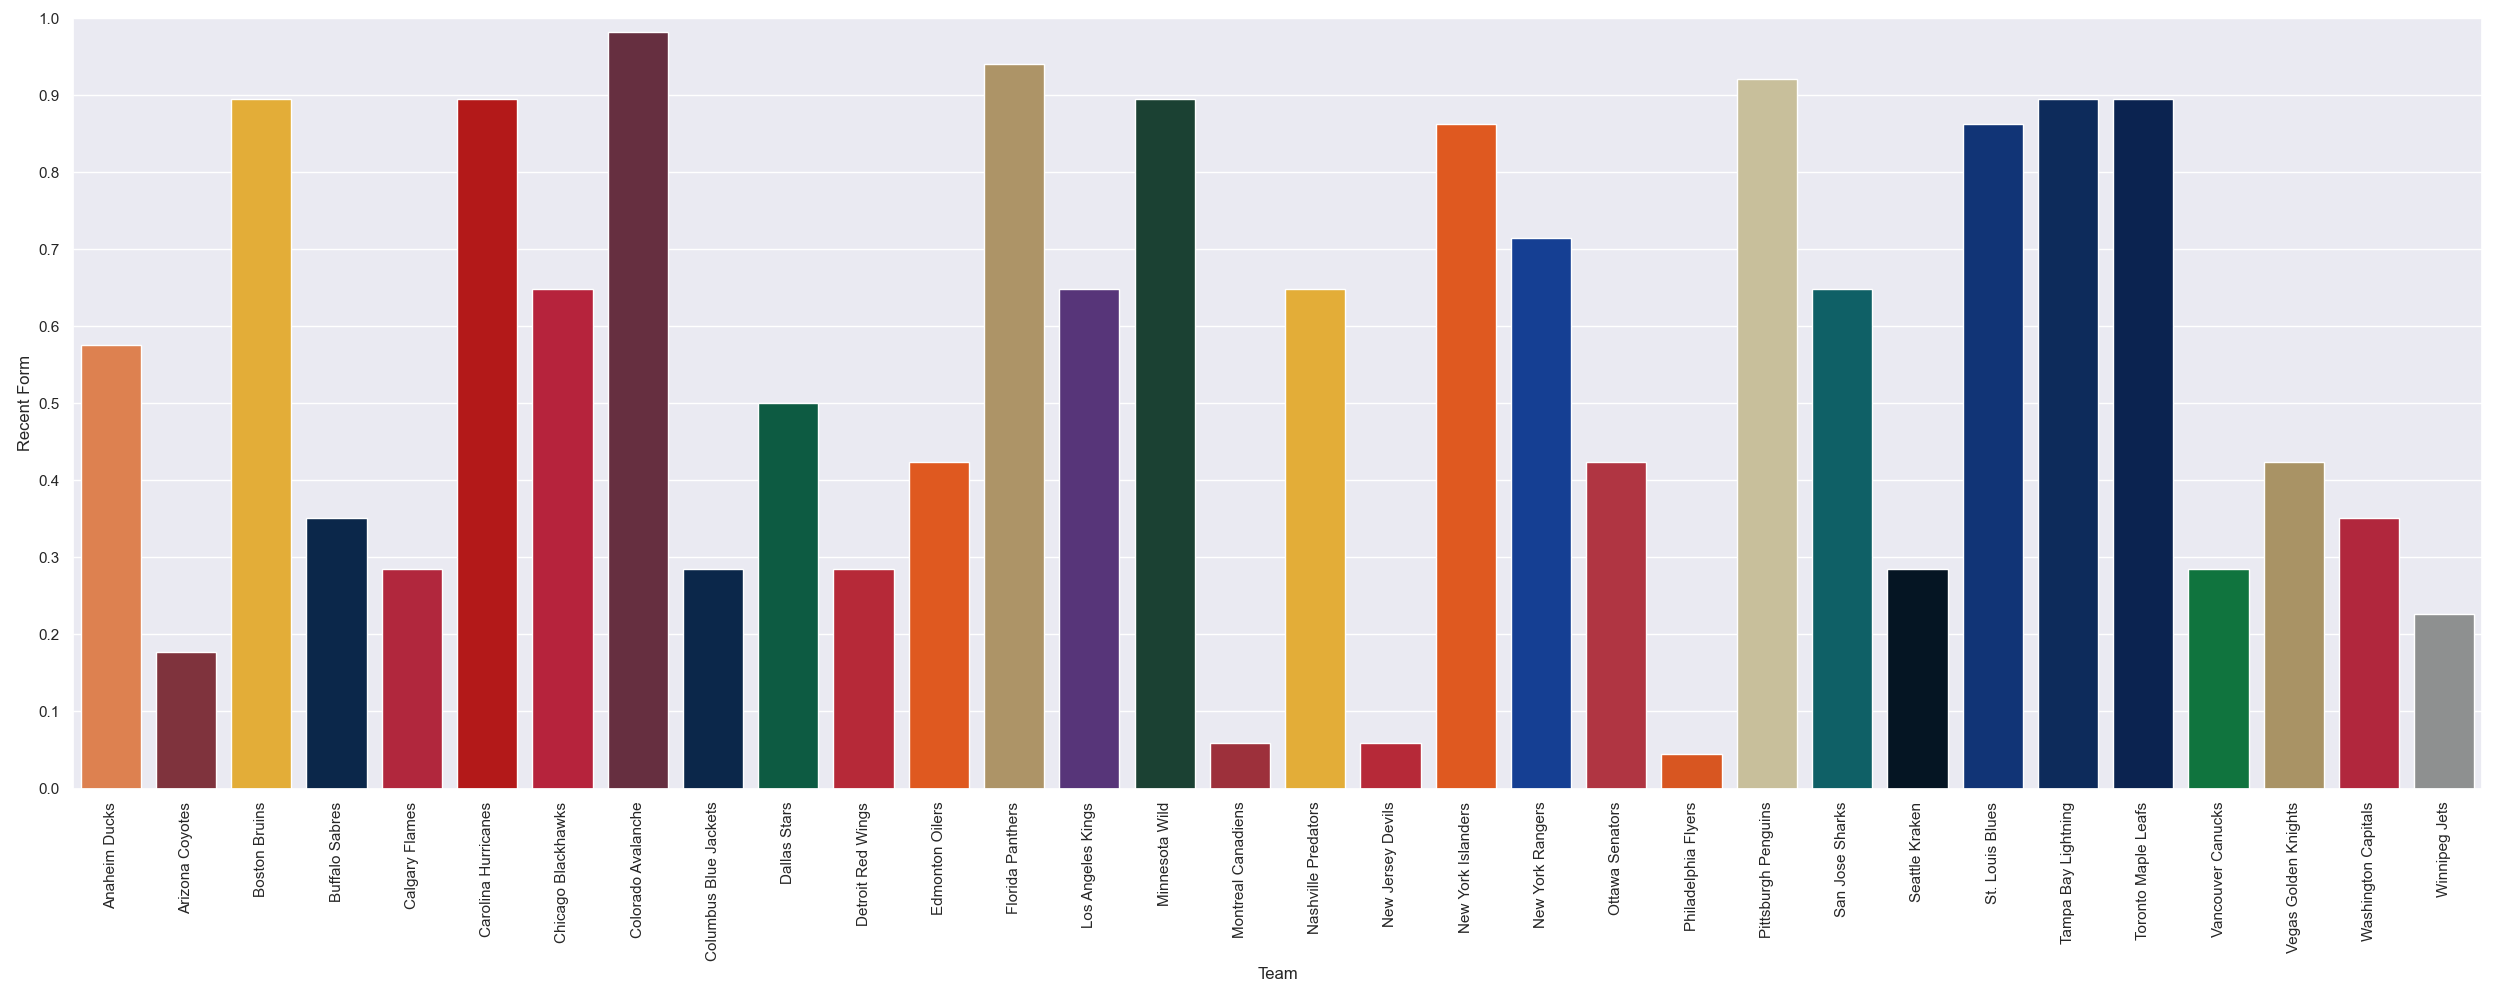 1.0
0.9
0.8
0.7
0.6
0.5
0.4
0.3
0.2
0.1
0.0
Recent Form
Anaheim Ducks
Arizona Coyotes
Boston Bruins
Buffalo Sabres
Calgary Flames
Carolina Hurricanes
Chicago Blackhawks
Colorado Avalanche
Columbus Blue Jackets
Dallas Stars
Detroit Red Wings
Edmonton Oilers
Florida Panthers
Los Angeles Kings
Minnesota Wild
Montreal Canadiens
Nashville Predators
New Jersey Devils
New York Islanders
New York Rangers
Ottawa Senators
Philadelphia Flyers
Pittsburgh Penguins
San Jose Sharks
Seattle Kraken
St. Louis Blues
Tampa Bay Lightning
Toronto Maple Leafs
Vancouver Canucks
Vegas Golden Knights
Washington Capitals
Winnipeg Jets
Team